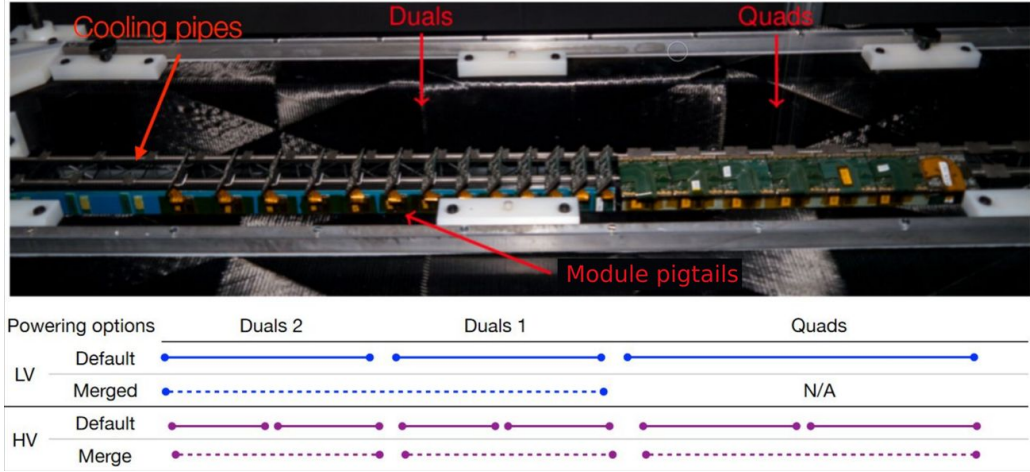 Cooling pipes
Duals
Quads
Module pigtails
Powering options Duals 2 Duals 1 Quads
LV
Default
Merged N/A
HV
Default
Merge